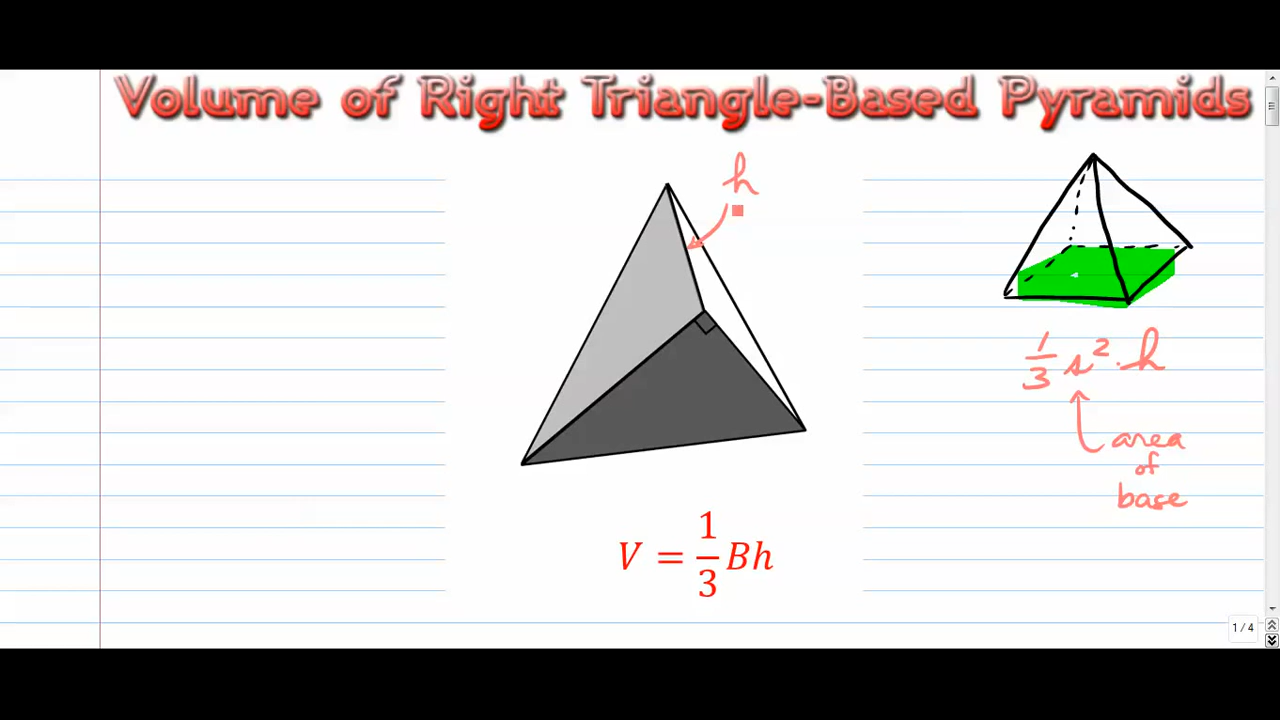 Volume of Right Triangle-Based Pyramids
h
1/3 s² · h
area
of
base
V = 1/3 Bh
1 / 4